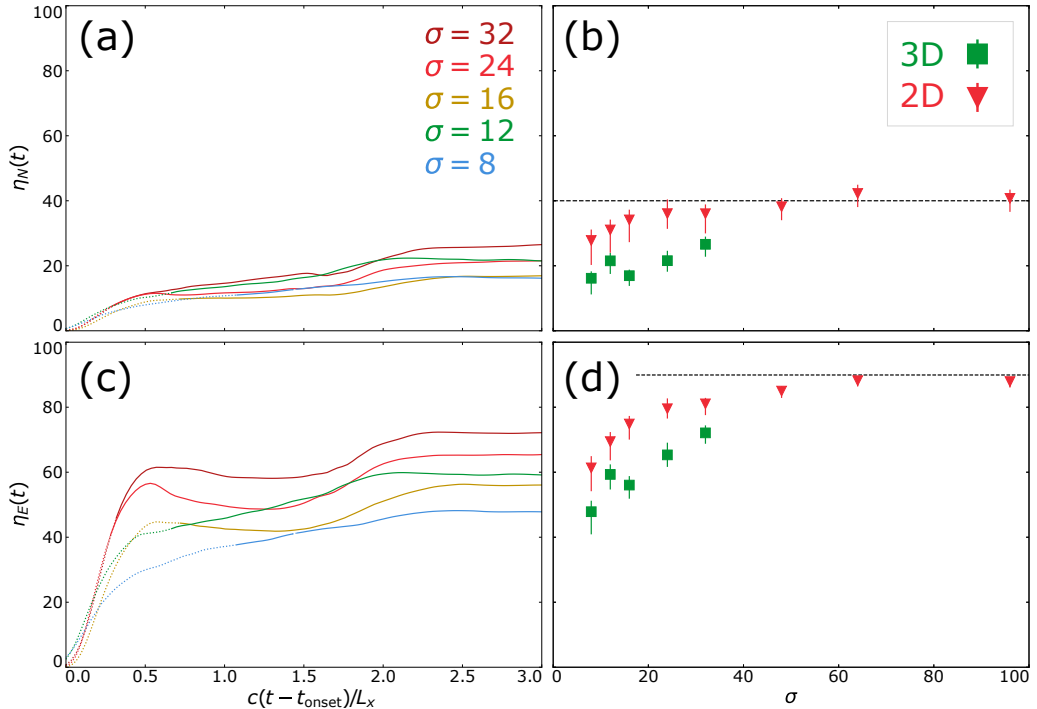 100
80
60
40
20
0
η_N(t)
(a)
σ = 32
σ = 24
σ = 16
σ = 12
σ = 8
(b)
3D
2D
100
80
60
40
20
0
η_E(t)
(c)
0.0 0.5 1.0 1.5 2.0 2.5 3.0
c(t − t_onset)/L_x
(d)
0 20 40 60 80 100
σ